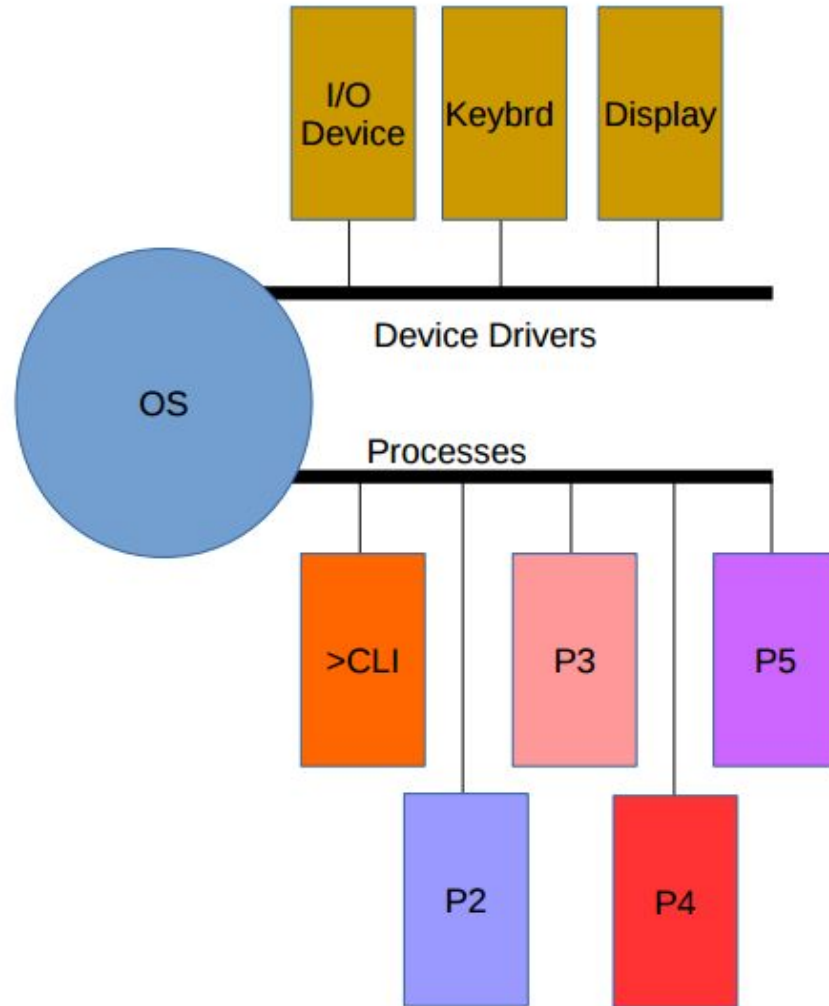 I/O
Device
Keybrd
Display
Device Drivers
OS
Processes
>CLI
P3
P5
P2
P4